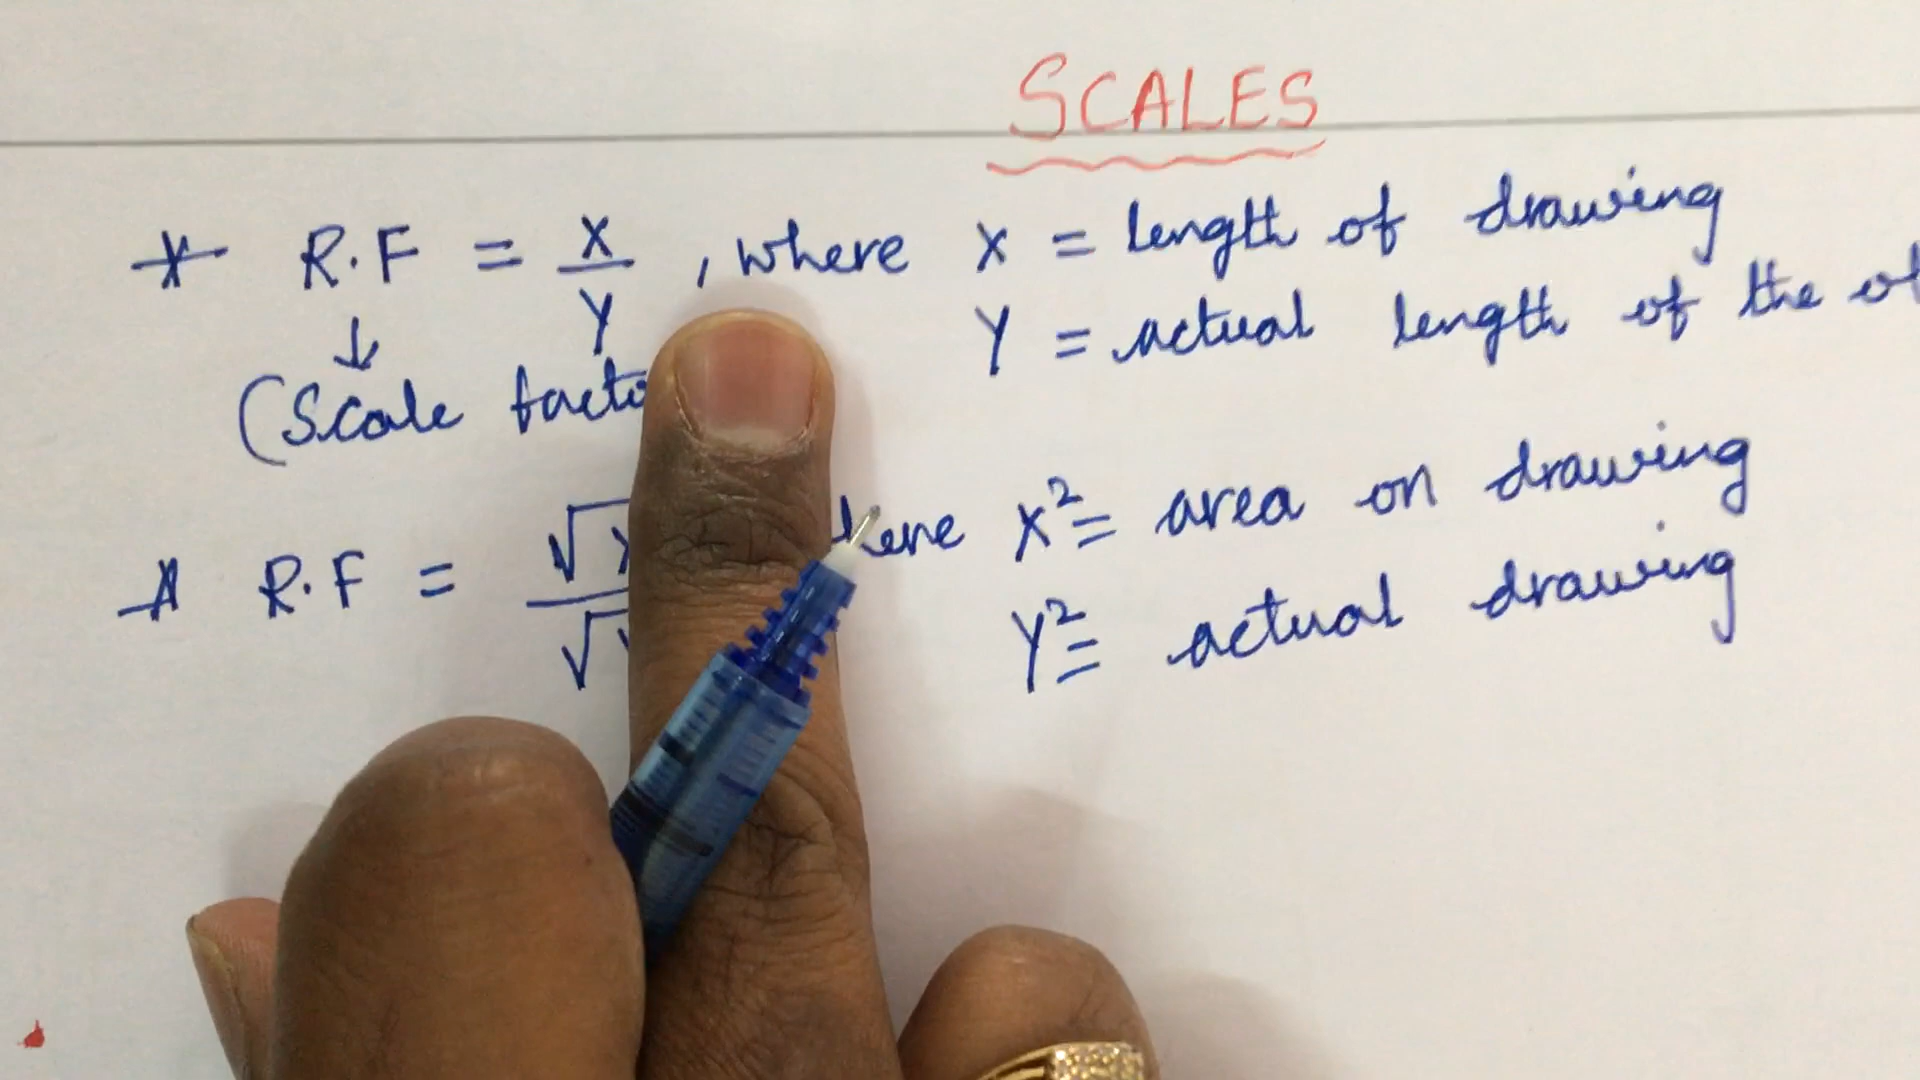 SCALES
* R.F = X/Y , where X = length of drawing
Y = actual length of the
↓
(Scale
* R.F = X² = area on drawing
Y² = actual drawing